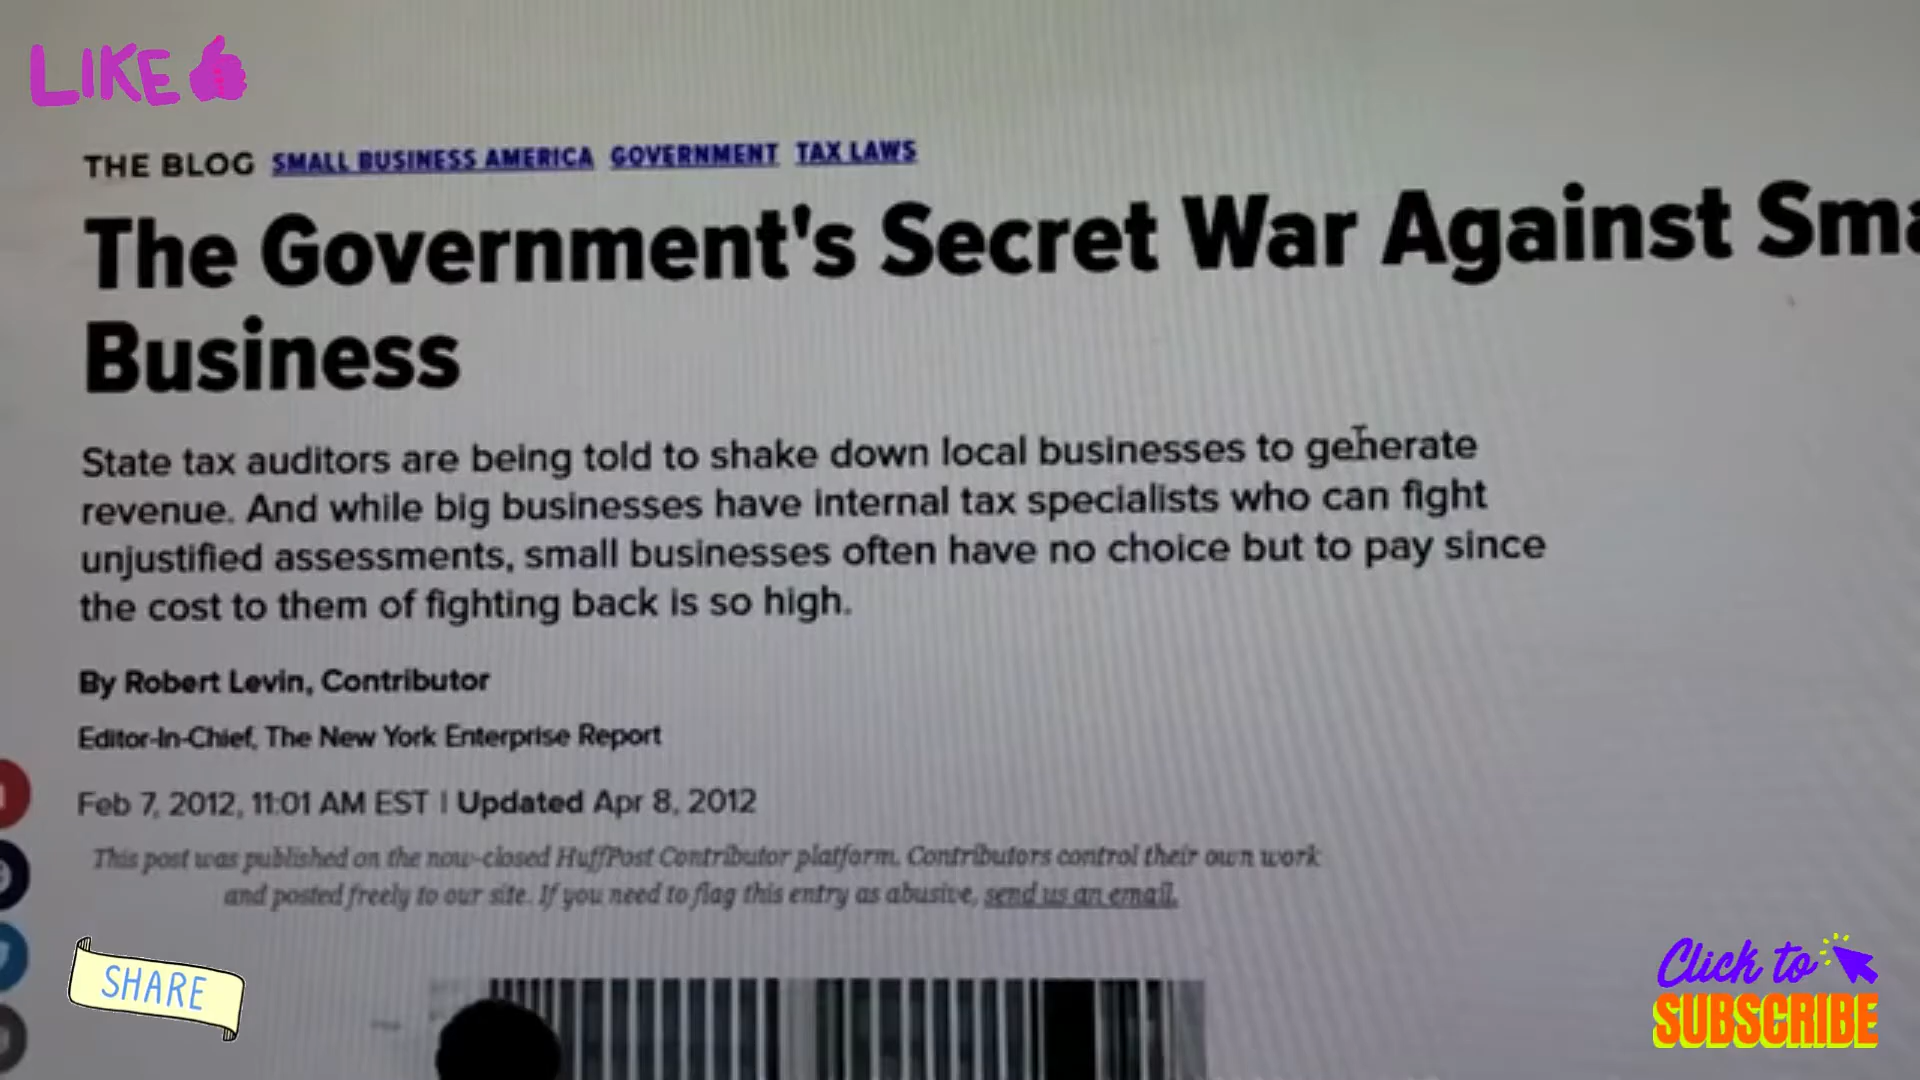 LIKE
THE BLOG SMALL BUSINESS AMERICA GOVERNMENT TAX LAWS
The Government's Secret War Against Sma
Business
State tax auditors are being told to shake down local businesses to generate
revenue. And while big businesses have internal tax specialists who can fight
unjustified assessments, small businesses often have no choice but to pay since
the cost to them of fighting back is so high.
By Robert Levin, Contributor
Editor-In-Chief, The New York Enterprise Report
Feb 7, 2012, 11:01 AM EST | Updated Apr 8, 2012
This post was published on the now-closed HuffPost Contributor platform. Contributors control their own work
and posted freely to our site. If you need to flag this entry as abusive, send us an email.
SHARE
Click to
SUBSCRIBE